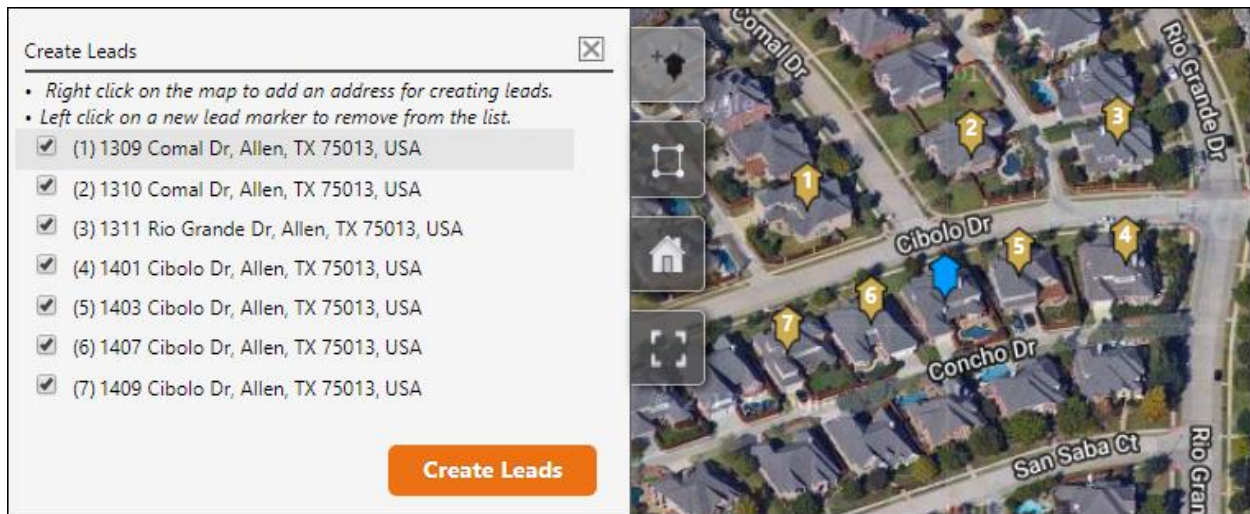 Create Leads
• Right click on the map to add an address for creating leads.
• Left click on a new lead marker to remove from the list.
(1) 1309 Comal Dr, Allen, TX 75013, USA
(2) 1310 Comal Dr, Allen, TX 75013, USA
(3) 1311 Rio Grande Dr, Allen, TX 75013, USA
(4) 1401 Cibolo Dr, Allen, TX 75013, USA
(5) 1403 Cibolo Dr, Allen, TX 75013, USA
(6) 1407 Cibolo Dr, Allen, TX 75013, USA
(7) 1409 Cibolo Dr, Allen, TX 75013, USA
Create Leads
Comal Dr
Rio Grande Dr
3
2
1
Cibolo Dr
4
5
6
7
Concho Dr
San Saba Ct
Rio Gran